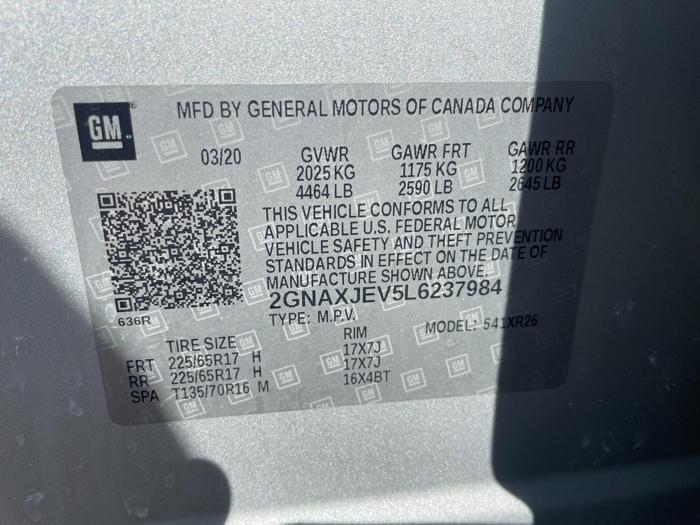 GM
MFD BY GENERAL MOTORS OF CANADA COMPANY
03/20 GVWR GAWR FRT GAWR RR
2025 KG 1175 KG 1200 KG
4464 LB 2590 LB 2645 LB
THIS VEHICLE CONFORMS TO ALL
APPLICABLE U.S. FEDERAL MOTOR
VEHICLE SAFETY AND THEFT PREVENTION
STANDARDS IN EFFECT ON THE DATE OF
MANUFACTURE SHOWN ABOVE.
2GNAXJEV5L6237984
636R TYPE: M.P.V. MODEL: 541XR26
TIRE SIZE RIM
FRT 225/65R17 H 17X7J
RR 225/65R17 H 17X7J
SPA T135/70R16 M 16X4BT